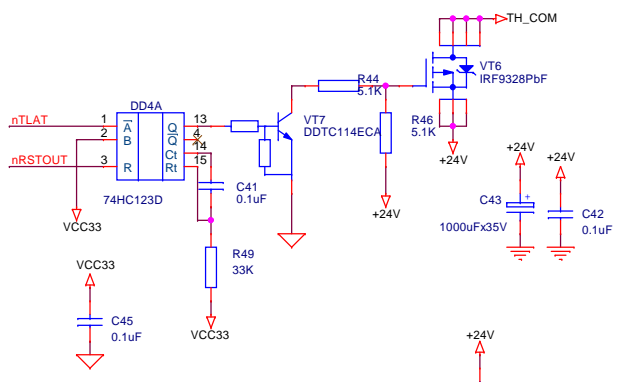 TH_COM
VT6
IRF9328PbF
R44
5.1K
DD4A
nTLAT
1
A
Q
13
2
B
Q
4
Ct
14
nRSTOUT
3
R
Rt
15
VT7
DDTC114ECA
R46
5.1K
+24V
74HC123D
C41
0.1uF
VCC33
+24V
+24V
+24V
C43
+
1000uFx35V
C42
0.1uF
R49
33K
VCC33
VCC33
C45
0.1uF
+24V